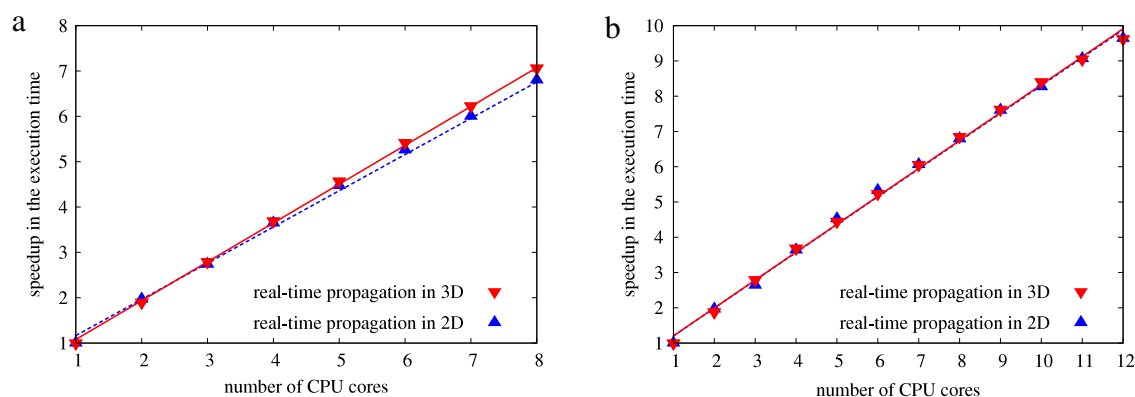 a
8
7
6
5
4
3
2
1
1 2 3 4 5 6 7 8
speedup in the execution time
number of CPU cores
real-time propagation in 3D
real-time propagation in 2D
b
10
9
8
7
6
5
4
3
2
1
1 2 3 4 5 6 7 8 9 10 11 12
speedup in the execution time
number of CPU cores
real-time propagation in 3D
real-time propagation in 2D